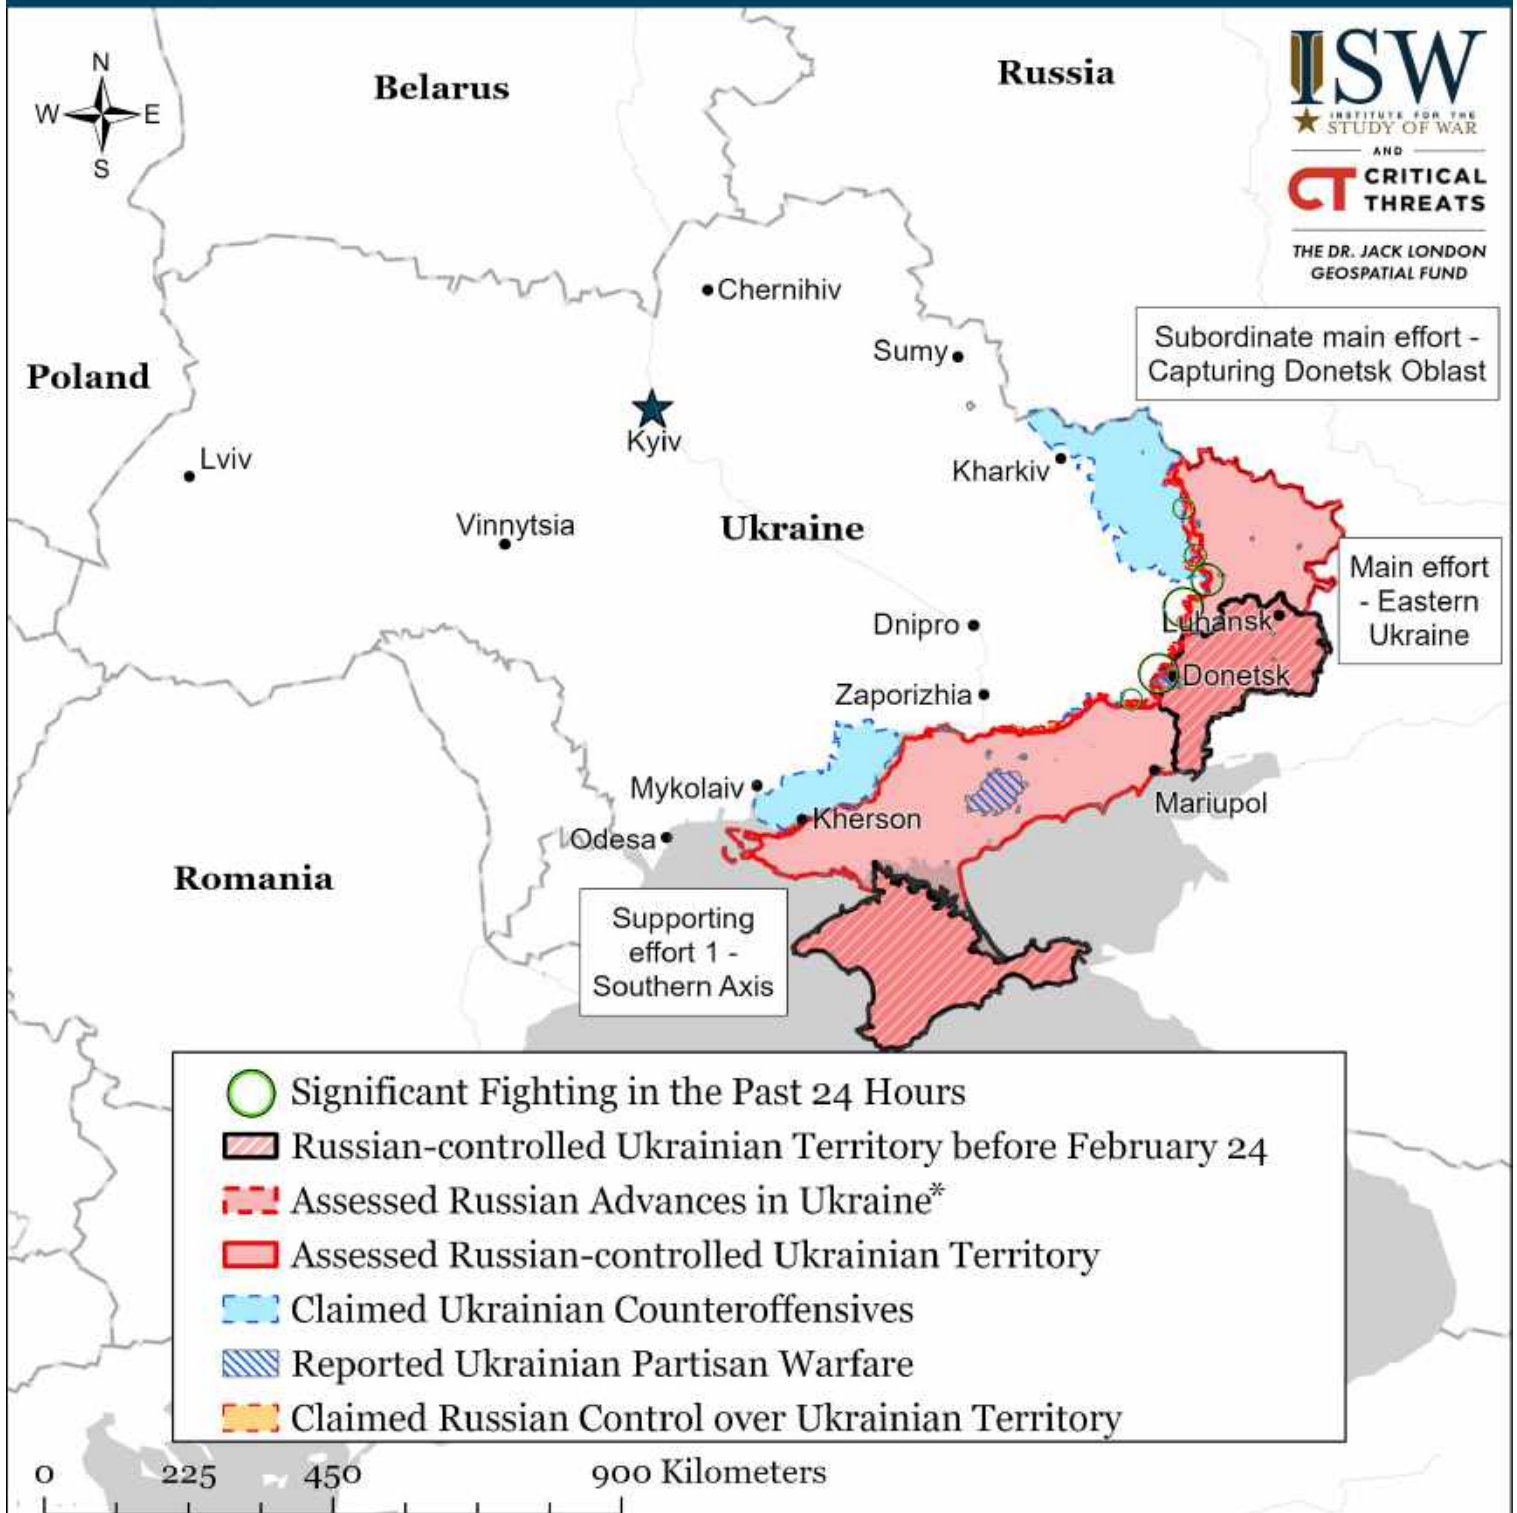 N
W
E
S
Belarus
Russia
ISW
INSTITUTE FOR THE
STUDY OF WAR
AND
CT CRITICAL
THREATS
THE DR. JACK LONDON
GEOSPATIAL FUND
Chernihiv
Subordinate main effort -
Capturing Donetsk Oblast
Sumy
Poland
Kyiv
Lviv
Kharkiv
Vinnytsia
Ukraine
Main effort
- Eastern
Ukraine
Dnipro
Luhansk
Donetsk
Zaporizhia
Mykolaiv
Mariupol
Kherson
Odesa
Romania
Supporting
effort 1 -
Southern Axis
Significant Fighting in the Past 24 Hours
Russian-controlled Ukrainian Territory before February 24
Assessed Russian Advances in Ukraine*
Assessed Russian-controlled Ukrainian Territory
Claimed Ukrainian Counteroffensives
Reported Ukrainian Partisan Warfare
Claimed Russian Control over Ukrainian Territory
0 225 450 900 Kilometers